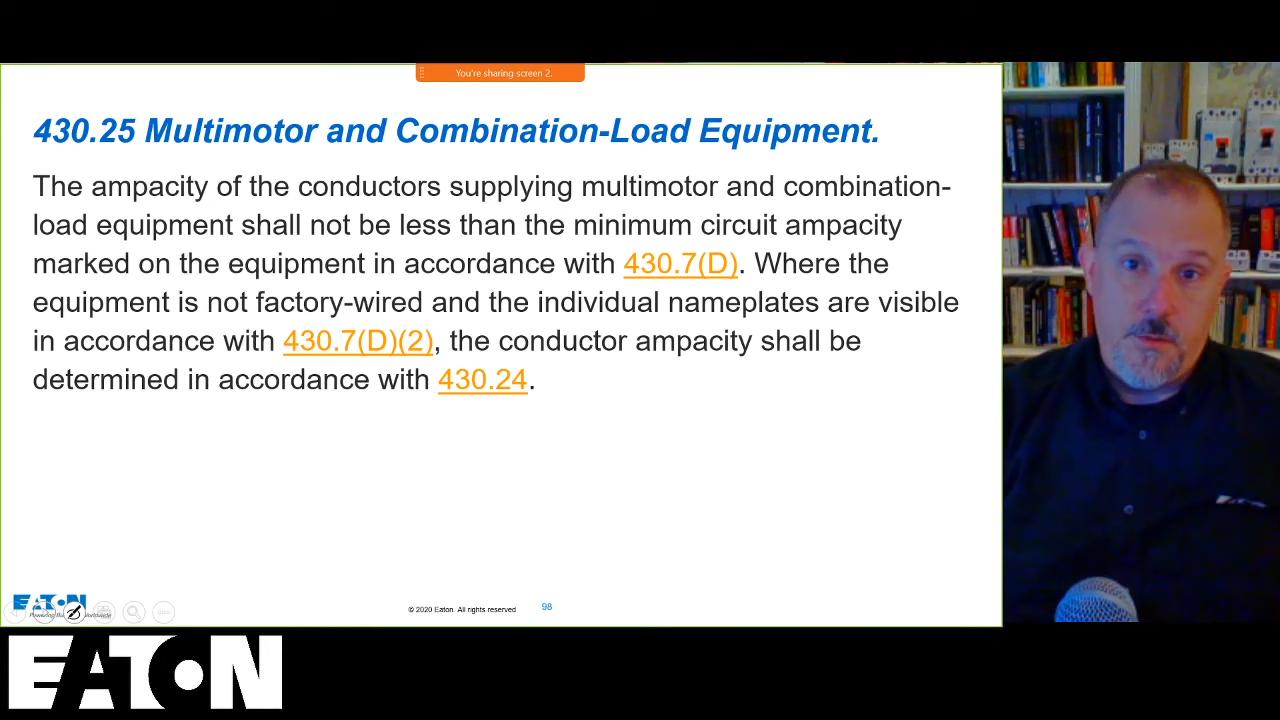 You're sharing screen 2.
430.25 Multimotor and Combination-Load Equipment.
The ampacity of the conductors supplying multimotor and combination-
load equipment shall not be less than the minimum circuit ampacity
marked on the equipment in accordance with 430.7(D). Where the
equipment is not factory-wired and the individual nameplates are visible
in accordance with 430.7(D)(2), the conductor ampacity shall be
determined in accordance with 430.24.
EATON
© 2020 Eaton. All rights reserved
98
EATON